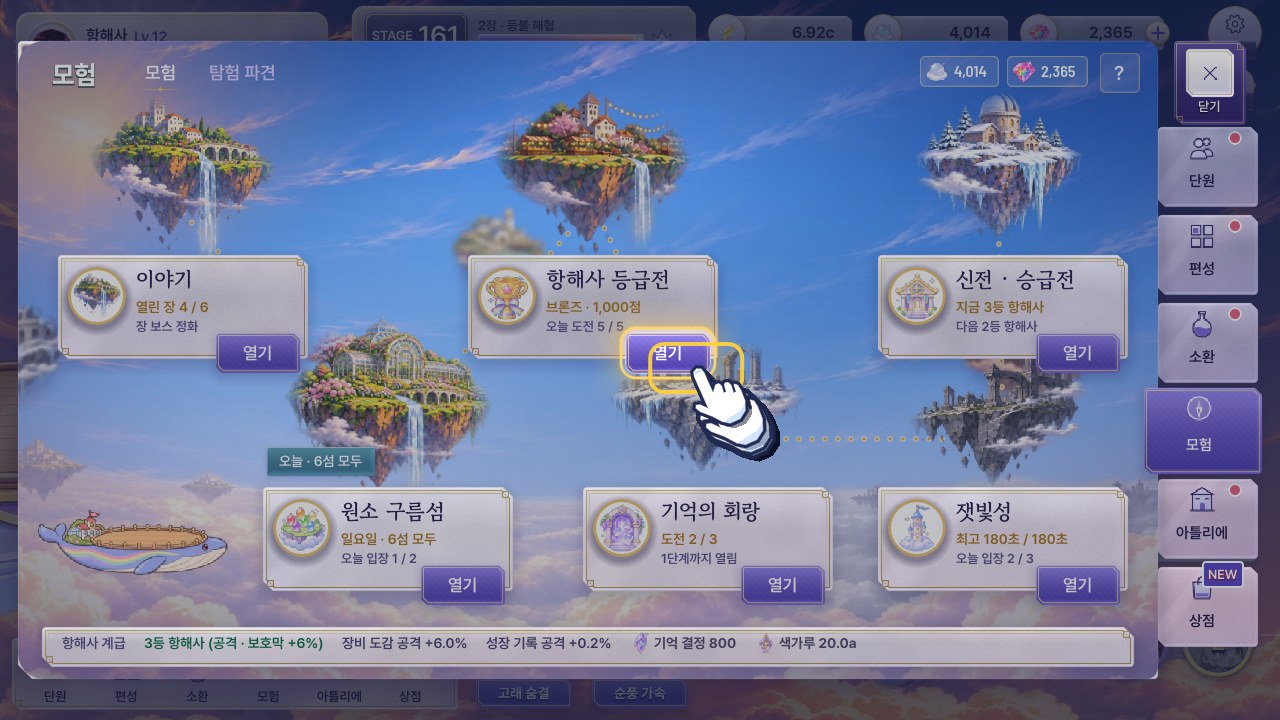 항해사 Lv.12
STAGE 161
2장 · 등불 해협
6.92c
4,014
2,365
모험
모험
탐험 파견
4,014
2,365
?
닫기
단원
편성
소환
모험
아틀리에
NEW
상점
이야기
열린 장 4 / 6
장 보스 정화
열기
항해사 등급전
브론즈 · 1,000점
오늘 도전 5 / 5
열기
신전 · 승급전
지금 3등 항해사
다음 2등 항해사
열기
오늘 · 6섬 모두
원소 구름섬
일요일 · 6섬 모두
오늘 입장 1 / 2
열기
기억의 회랑
도전 2 / 3
1단계까지 열림
열기
잿빛성
최고 180초 / 180초
오늘 입장 2 / 3
열기
항해사 계급 3등 항해사 (공격 · 보호막 +6%) 장비 도감 공격 +6.0% 성장 기록 공격 +0.2% 기억 결정 800 색가루 20.0a
단원 편성 소환 모험 아틀리에 상점
고래 숨결
순풍 가속